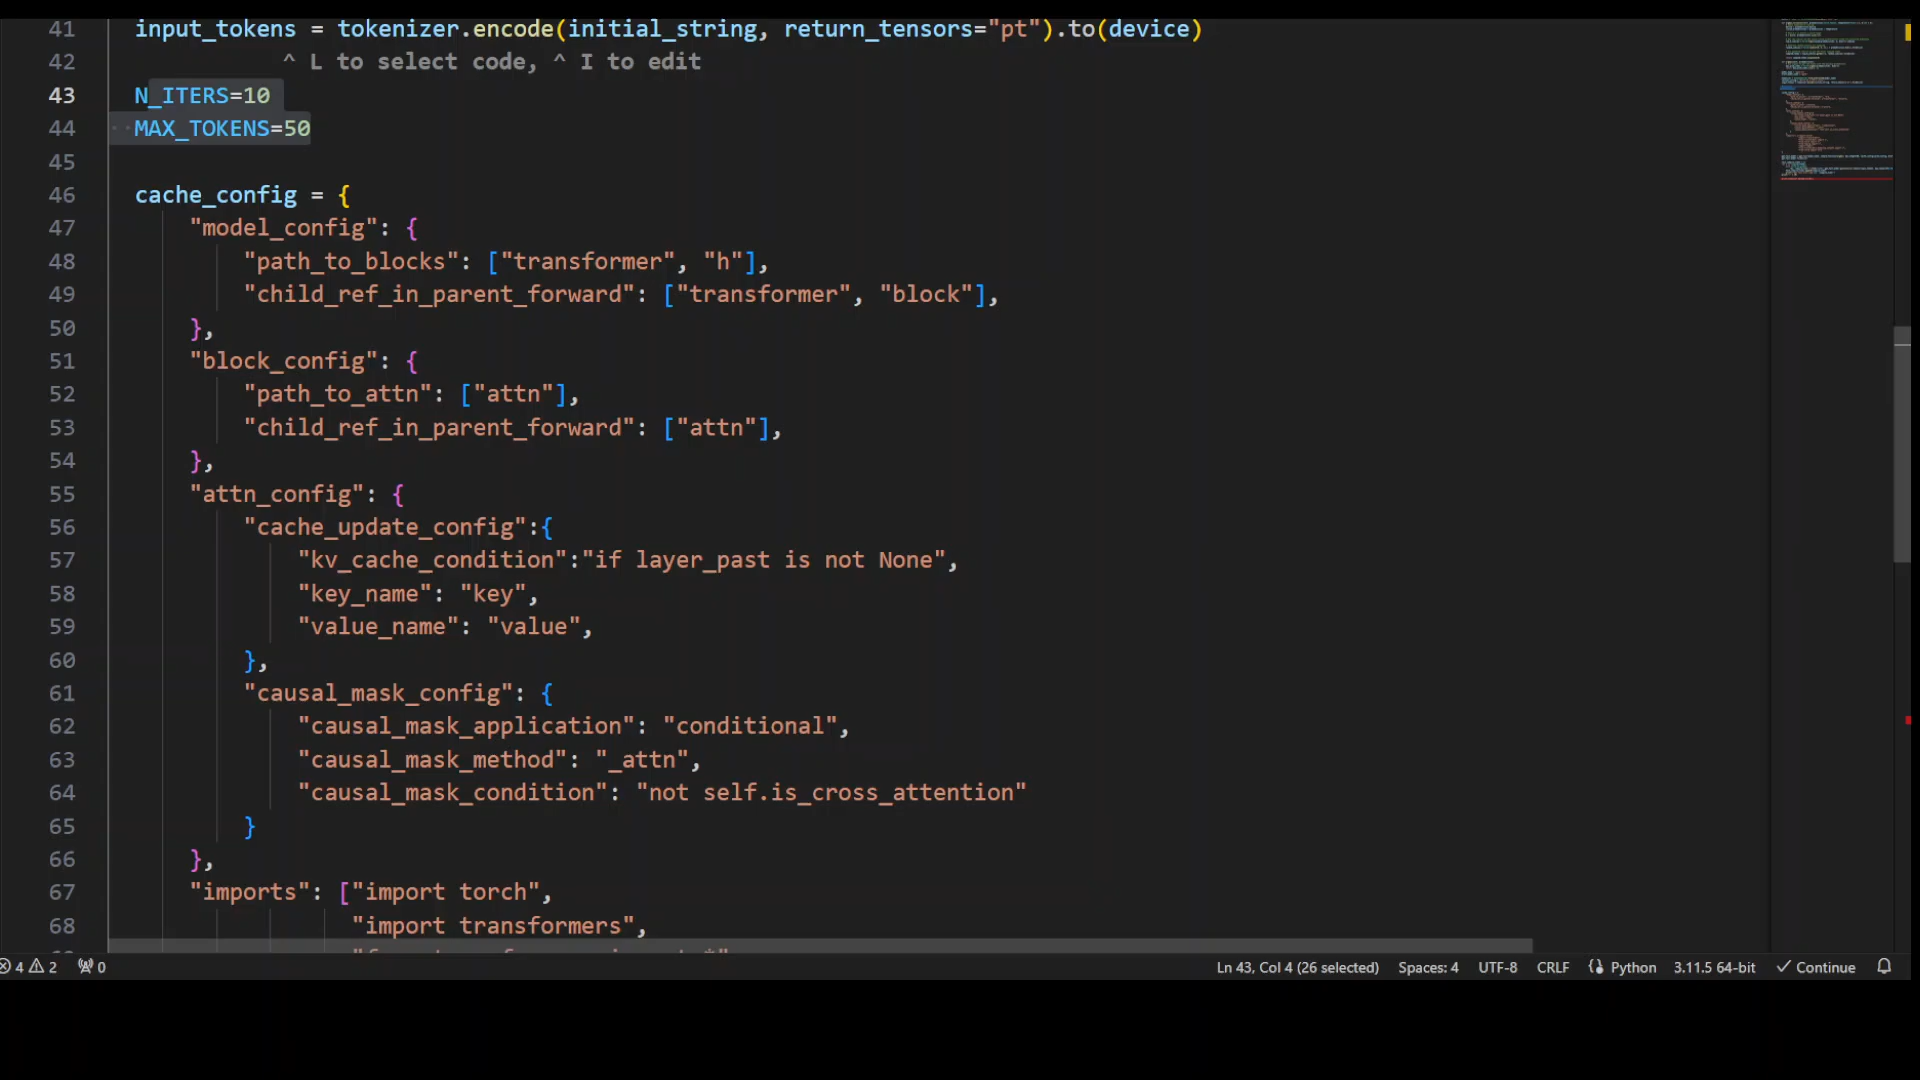 41 input_tokens = tokenizer.encode(initial_string, return_tensors="pt").to(device)
42 ^ L to select code, ^ I to edit
43 N_ITERS=10
44 MAX_TOKENS=50
45
46 cache_config = {
47 "model_config": {
48 "path_to_blocks": ["transformer", "h"],
49 "child_ref_in_parent_forward": ["transformer", "block"],
50 },
51 "block_config": {
52 "path_to_attn": ["attn"],
53 "child_ref_in_parent_forward": ["attn"],
54 },
55 "attn_config": {
56 "cache_update_config":{
57 "kv_cache_condition":"if layer_past is not None",
58 "key_name": "key",
59 "value_name": "value",
60 },
61 "causal_mask_config": {
62 "causal_mask_application": "conditional",
63 "causal_mask_method": "_attn",
64 "causal_mask_condition": "not self.is_cross_attention"
65 }
66 },
67 "imports": ["import torch",
68 "import transformers",
4 2 0 Ln 43, Col 4 (26 selected) Spaces: 4 UTF-8 CRLF Python 3.11.5 64-bit Continue